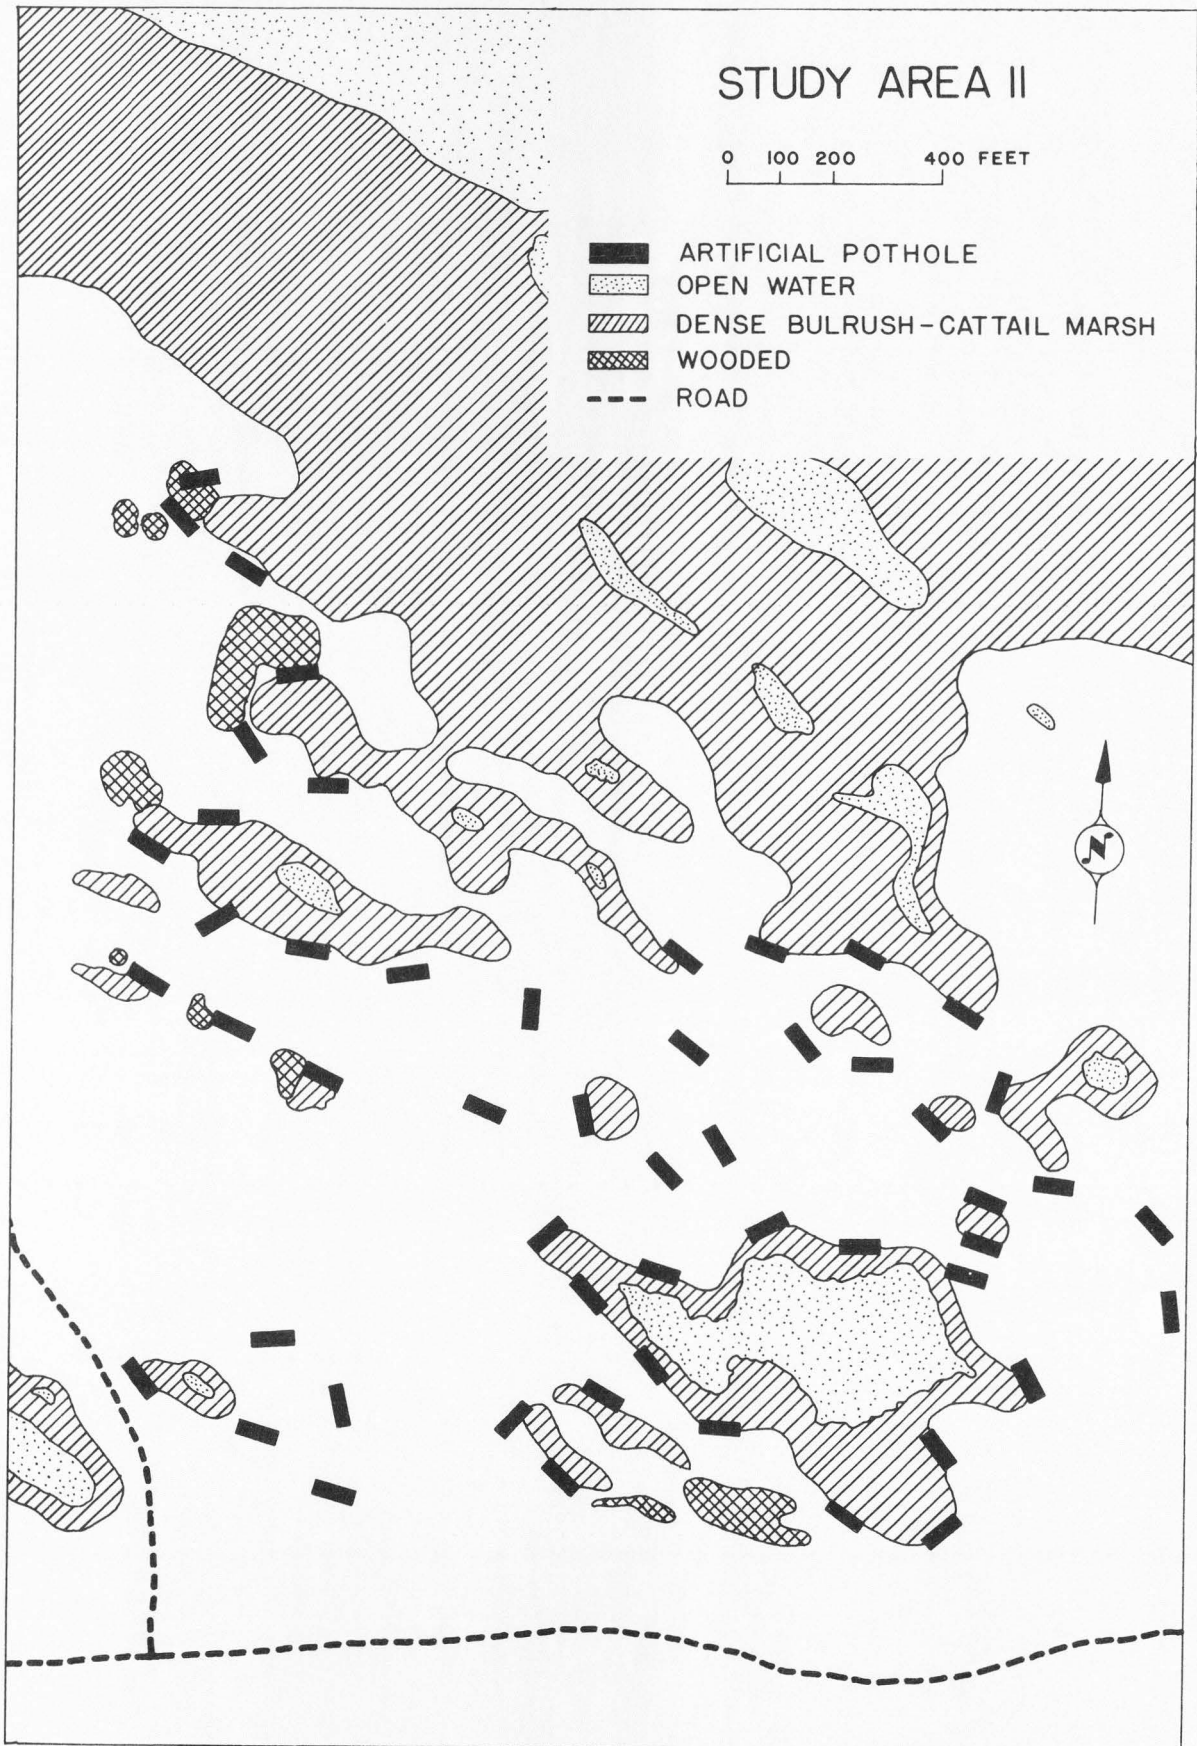 STUDY AREA II
0 100 200 400 FEET
ARTIFICIAL POTHOLE
OPEN WATER
DENSE BULRUSH-CATTAIL MARSH
WOODED
ROAD
N